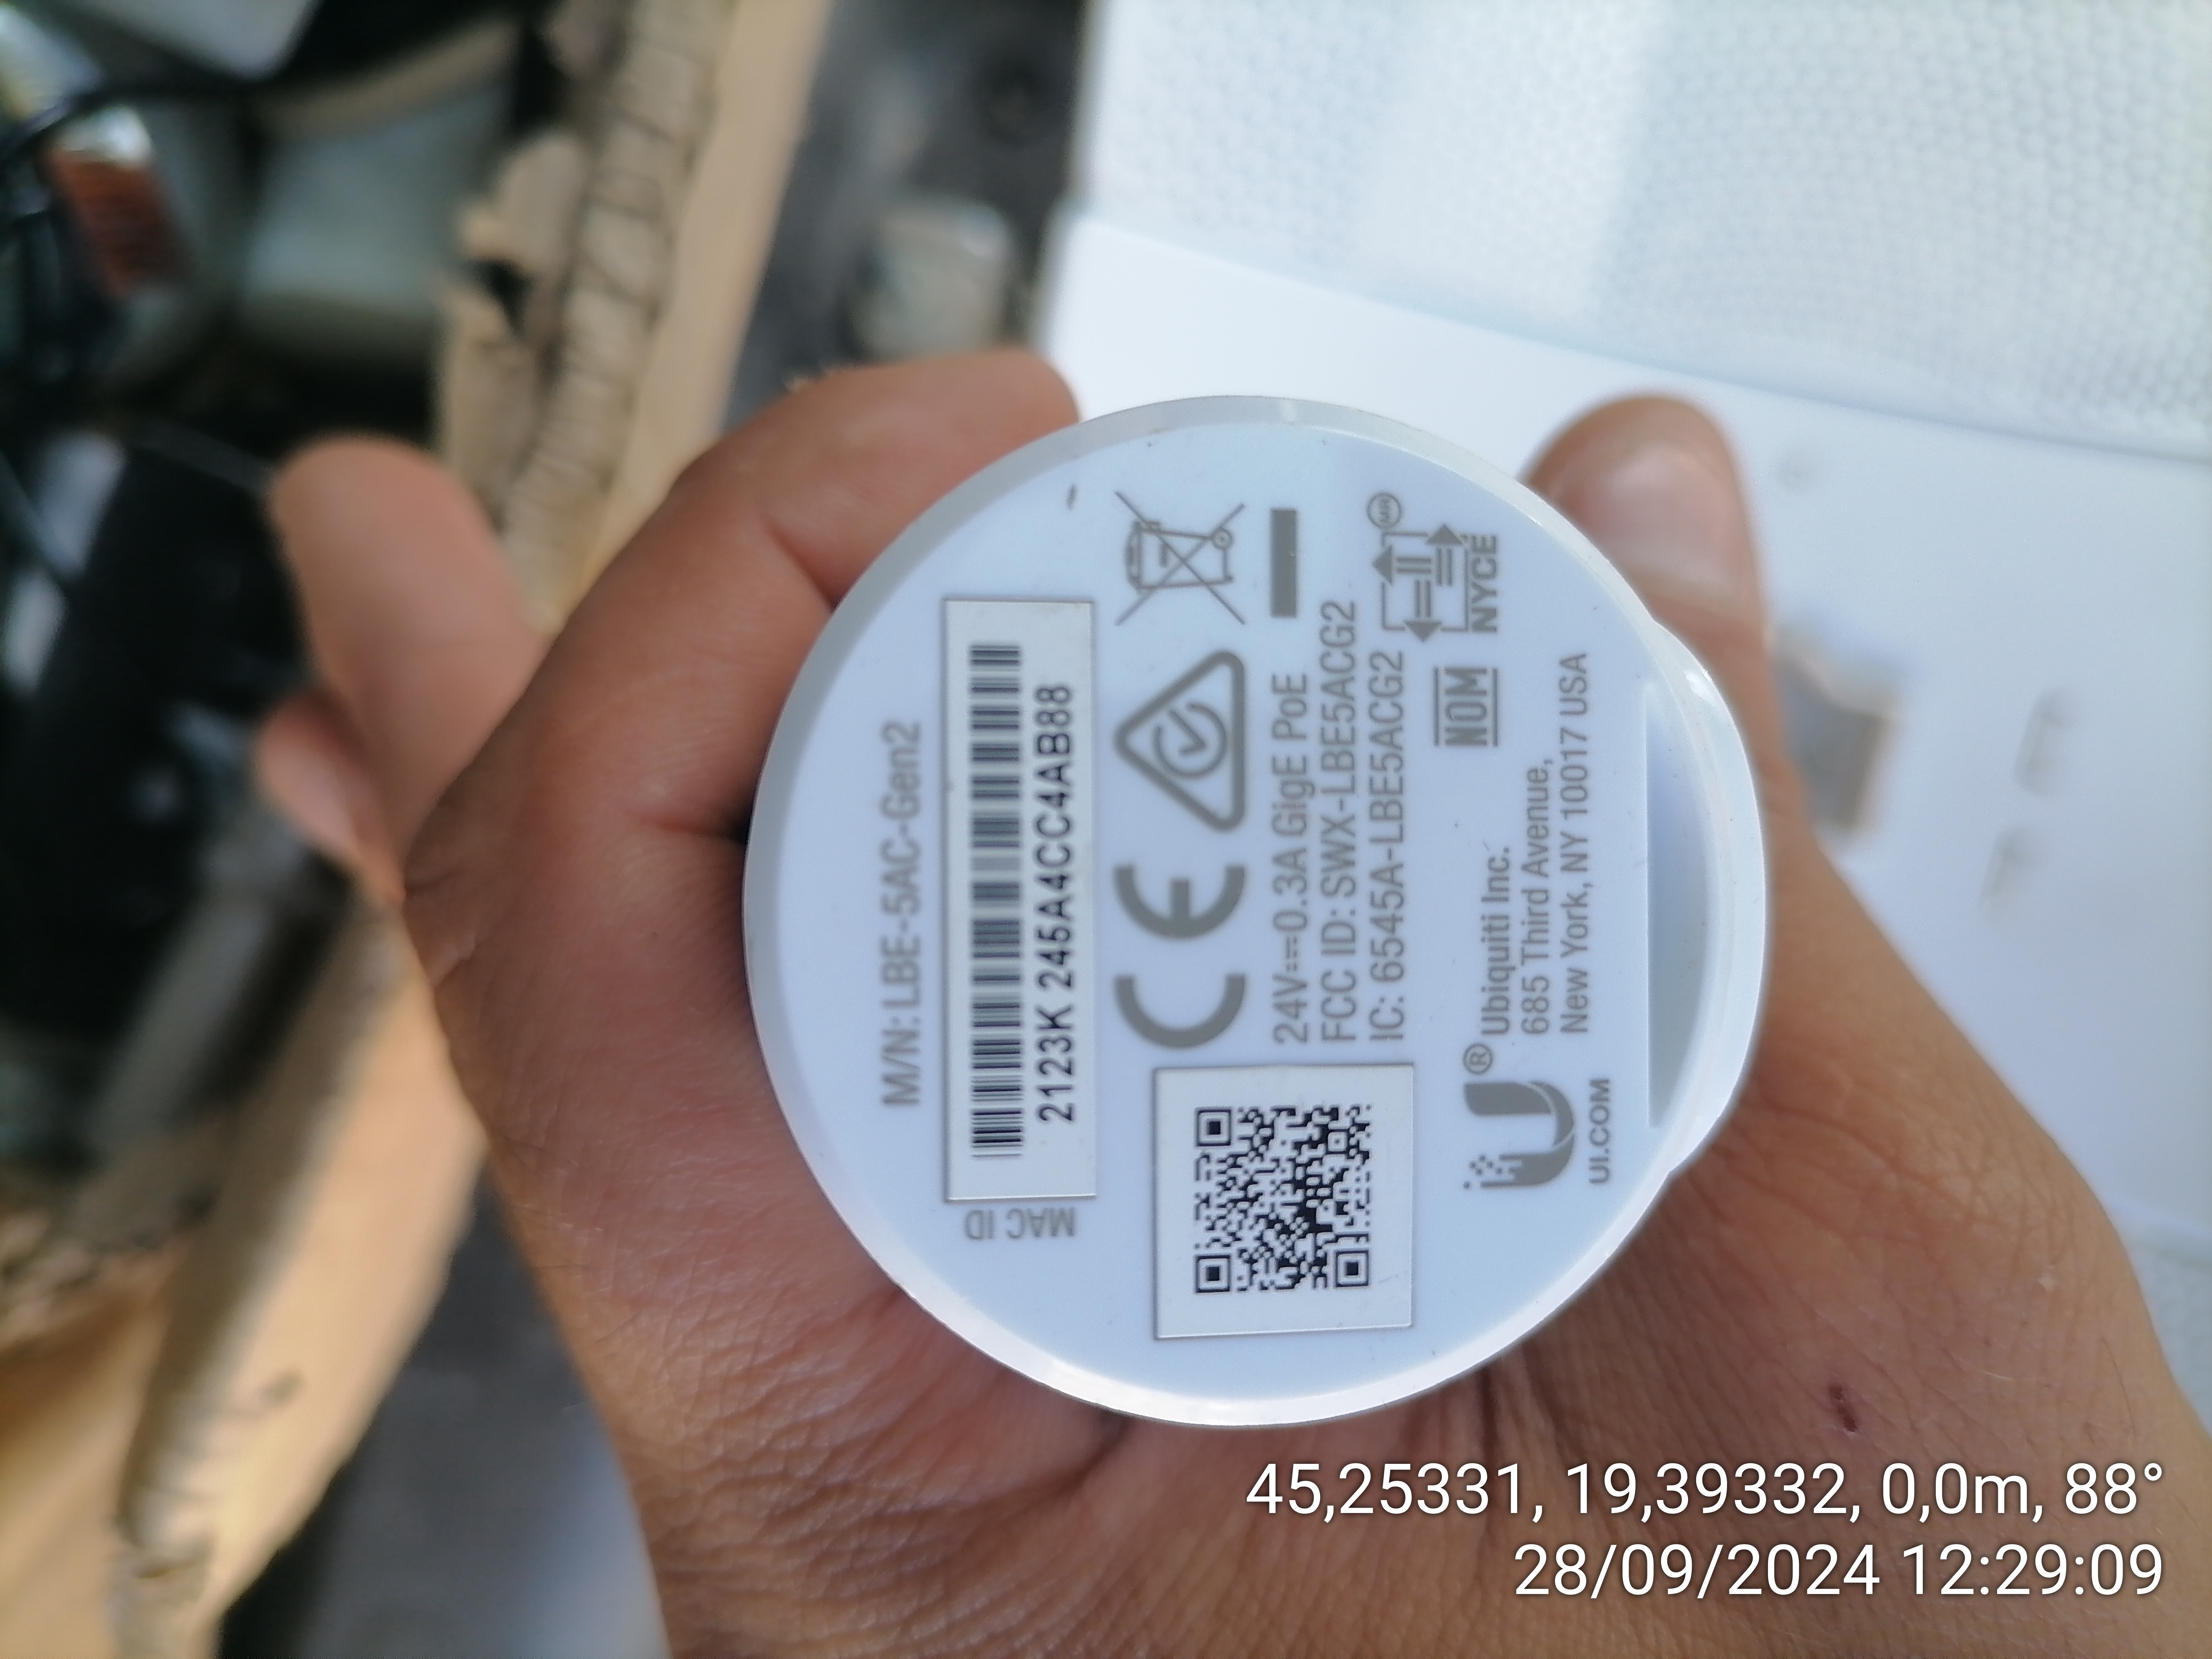 M/N: LBE-5AC-Gen2
MAC ID
2123K 245A4CC4AB88
CE
24V⎓0.3A GigE PoE
FCC ID: SWX-LBE5ACG2
IC: 6545A-LBE5ACG2
NOM
NYCE
MR
U® Ubiquiti Inc.
685 Third Avenue,
New York, NY 10017 USA
UI.COM
45,25331, 19,39332, 0,0m, 88°
28/09/2024 12:29:09